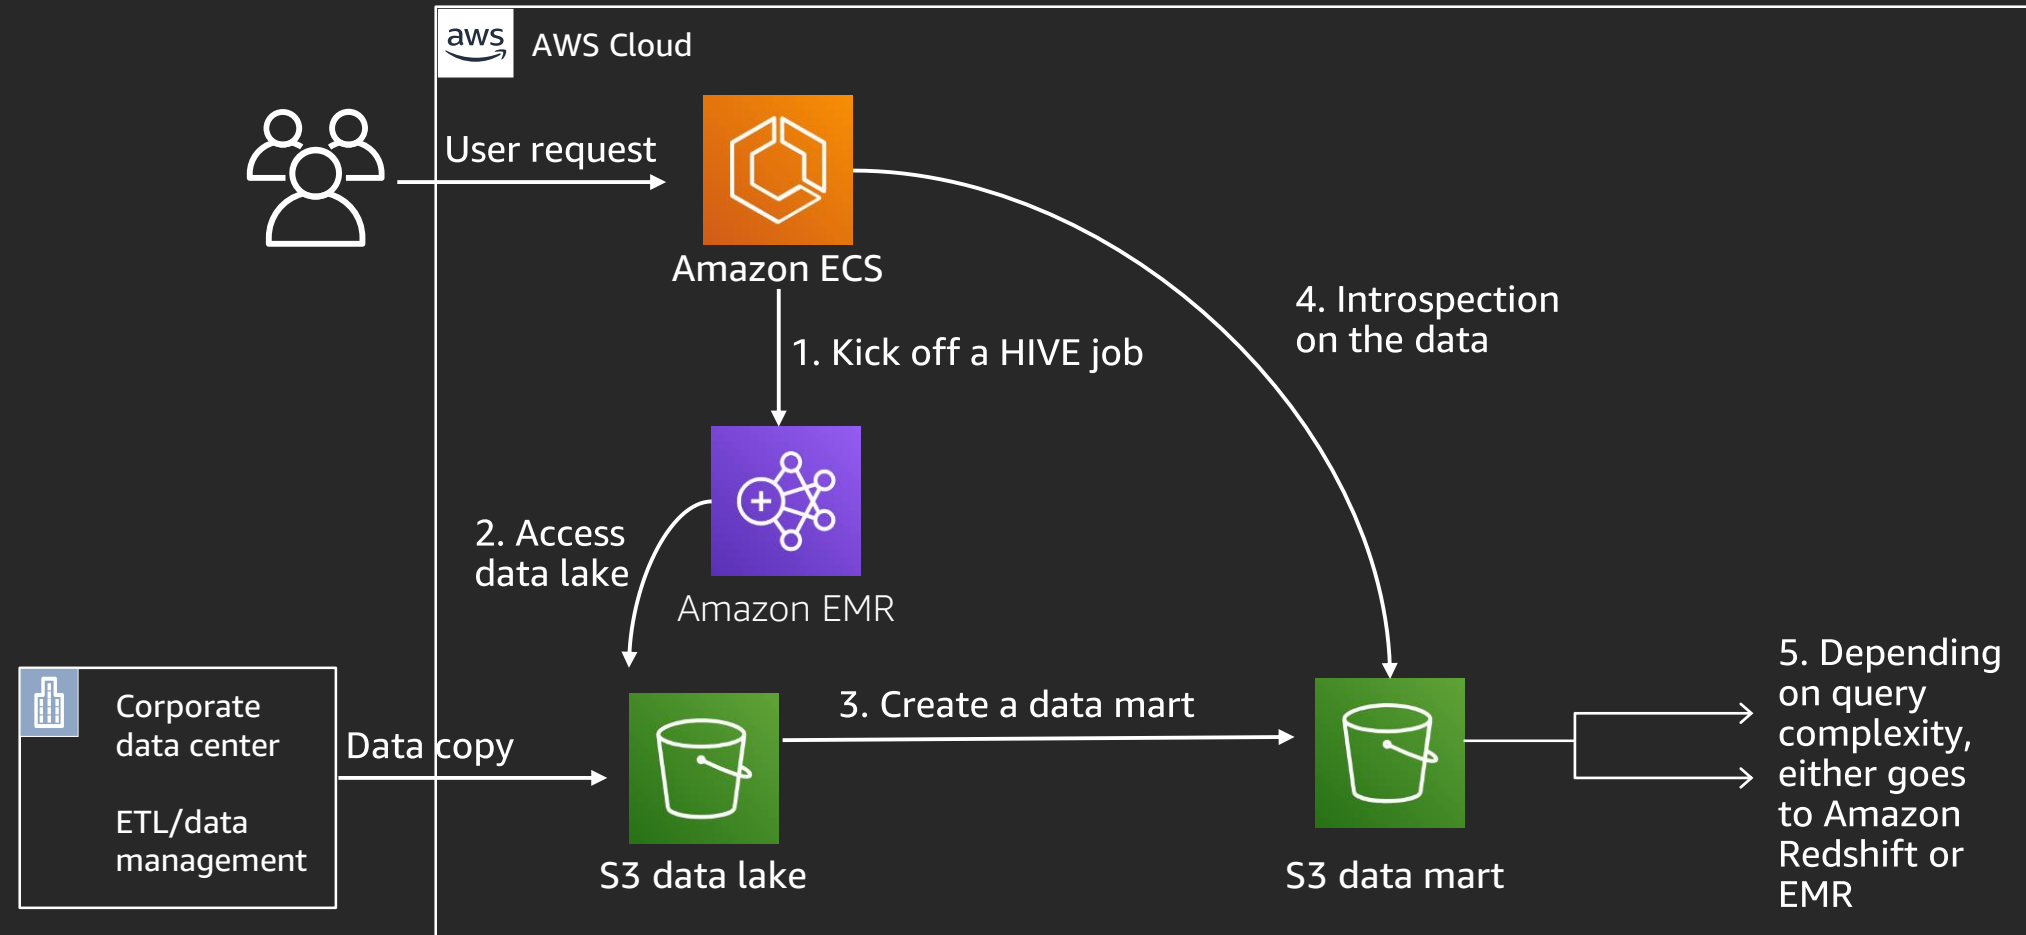 aws
AWS Cloud
User request
Amazon ECS
1. Kick off a HIVE job
4. Introspection
on the data
2. Access
data lake
Amazon EMR
Corporate
data center
ETL/data
management
Data copy
S3 data lake
3. Create a data mart
S3 data mart
5. Depending
on query
complexity,
either goes
to Amazon
Redshift or
EMR